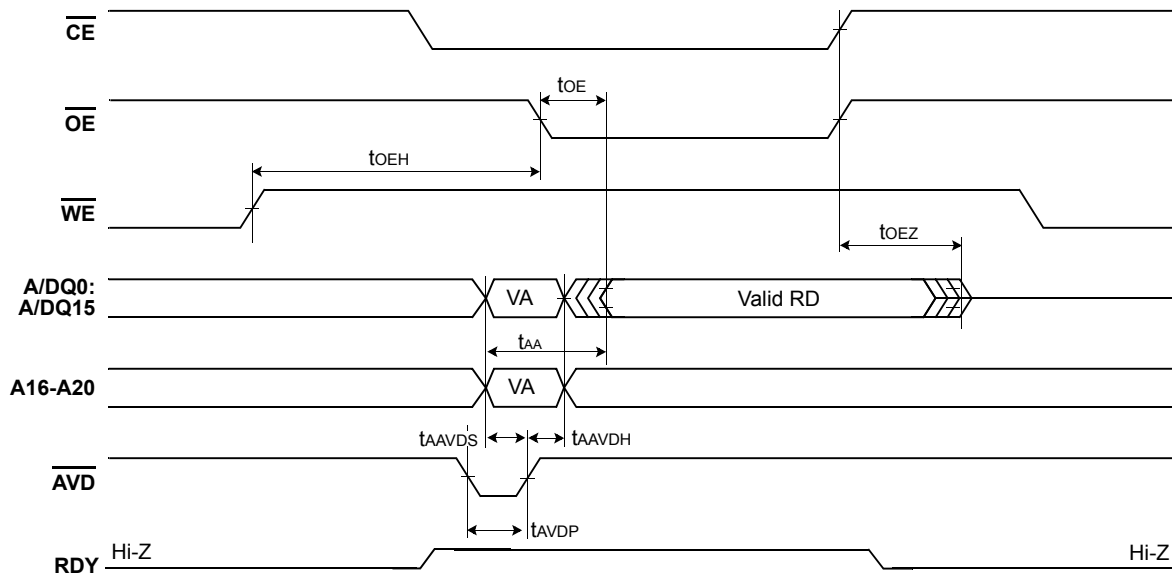 CE
tOE
OE
tOEH
WE
tOEZ
A/DQ0:
A/DQ15
VA
Valid RD
tAA
A16-A20
VA
tAAVDS
tAAVDH
AVD
tAVDP
Hi-Z
Hi-Z
RDY